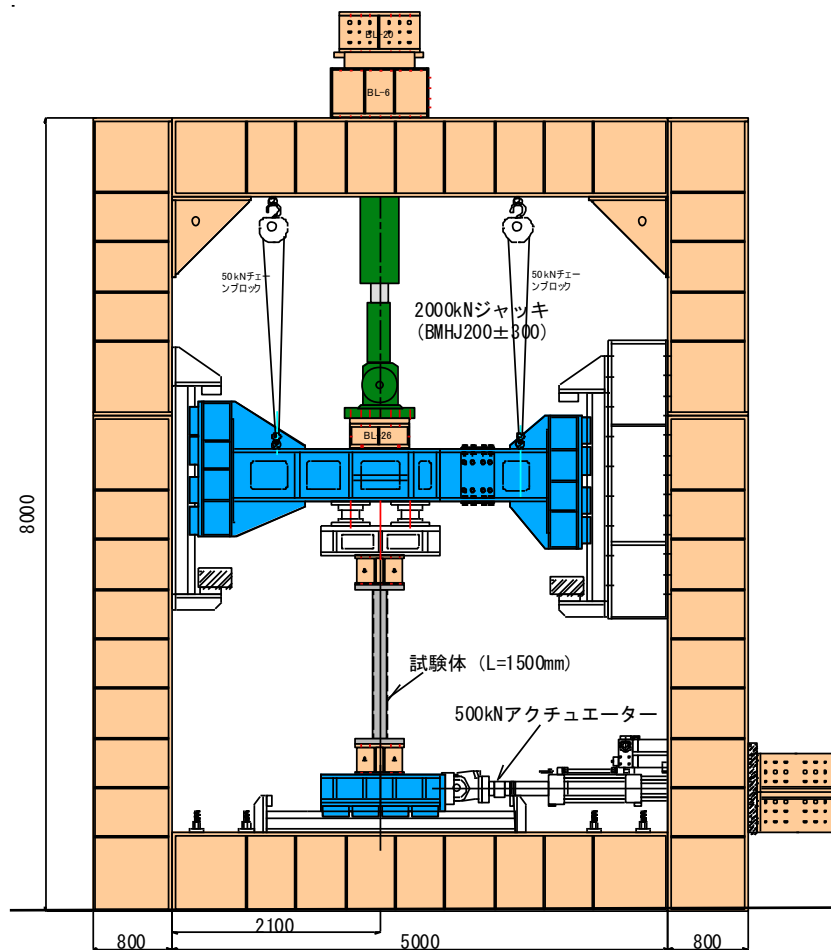 BL-20
BL-6
50kNチェー
ンブロック
50kNチェー
ンブロック
2000kNジャッキ
(BMHJ200±300)
BL-26
8000
試験体 (L=1500mm)
500kNアクチュエーター
2100
800
5000
800